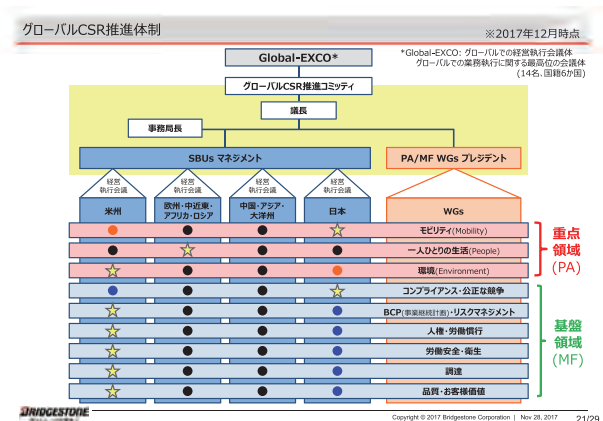 グローバルCSR推進体制
※2017年12月時点
Global-EXCO*
*Global-EXCO: グローバルでの経営執行会議体
グローバルでの業務執行に関する最高位の会議体
(14名、国籍6か国)
グローバルCSR推進コミッティ
議長
事務局長
SBUs マネジメント
PA/MF WGs プレジデント
経営
執行会議
経営
執行会議
経営
執行会議
経営
執行会議
米州
欧州・中近東・
アフリカ・ロシア
中国・アジア・
大洋州
日本
WGs
モビリティ(Mobility)
一人ひとりの生活(People)
環境(Environment)
重点
領域
(PA)
コンプライアンス・公正な競争
BCP(事業継続計画)・リスクマネジメント
人権・労働慣行
労働安全・衛生
調達
品質・お客様価値
基盤
領域
(MF)
BRIDGESTONE
Copyright © 2017 Bridgestone Corporation | Nov 28, 2017
21/29